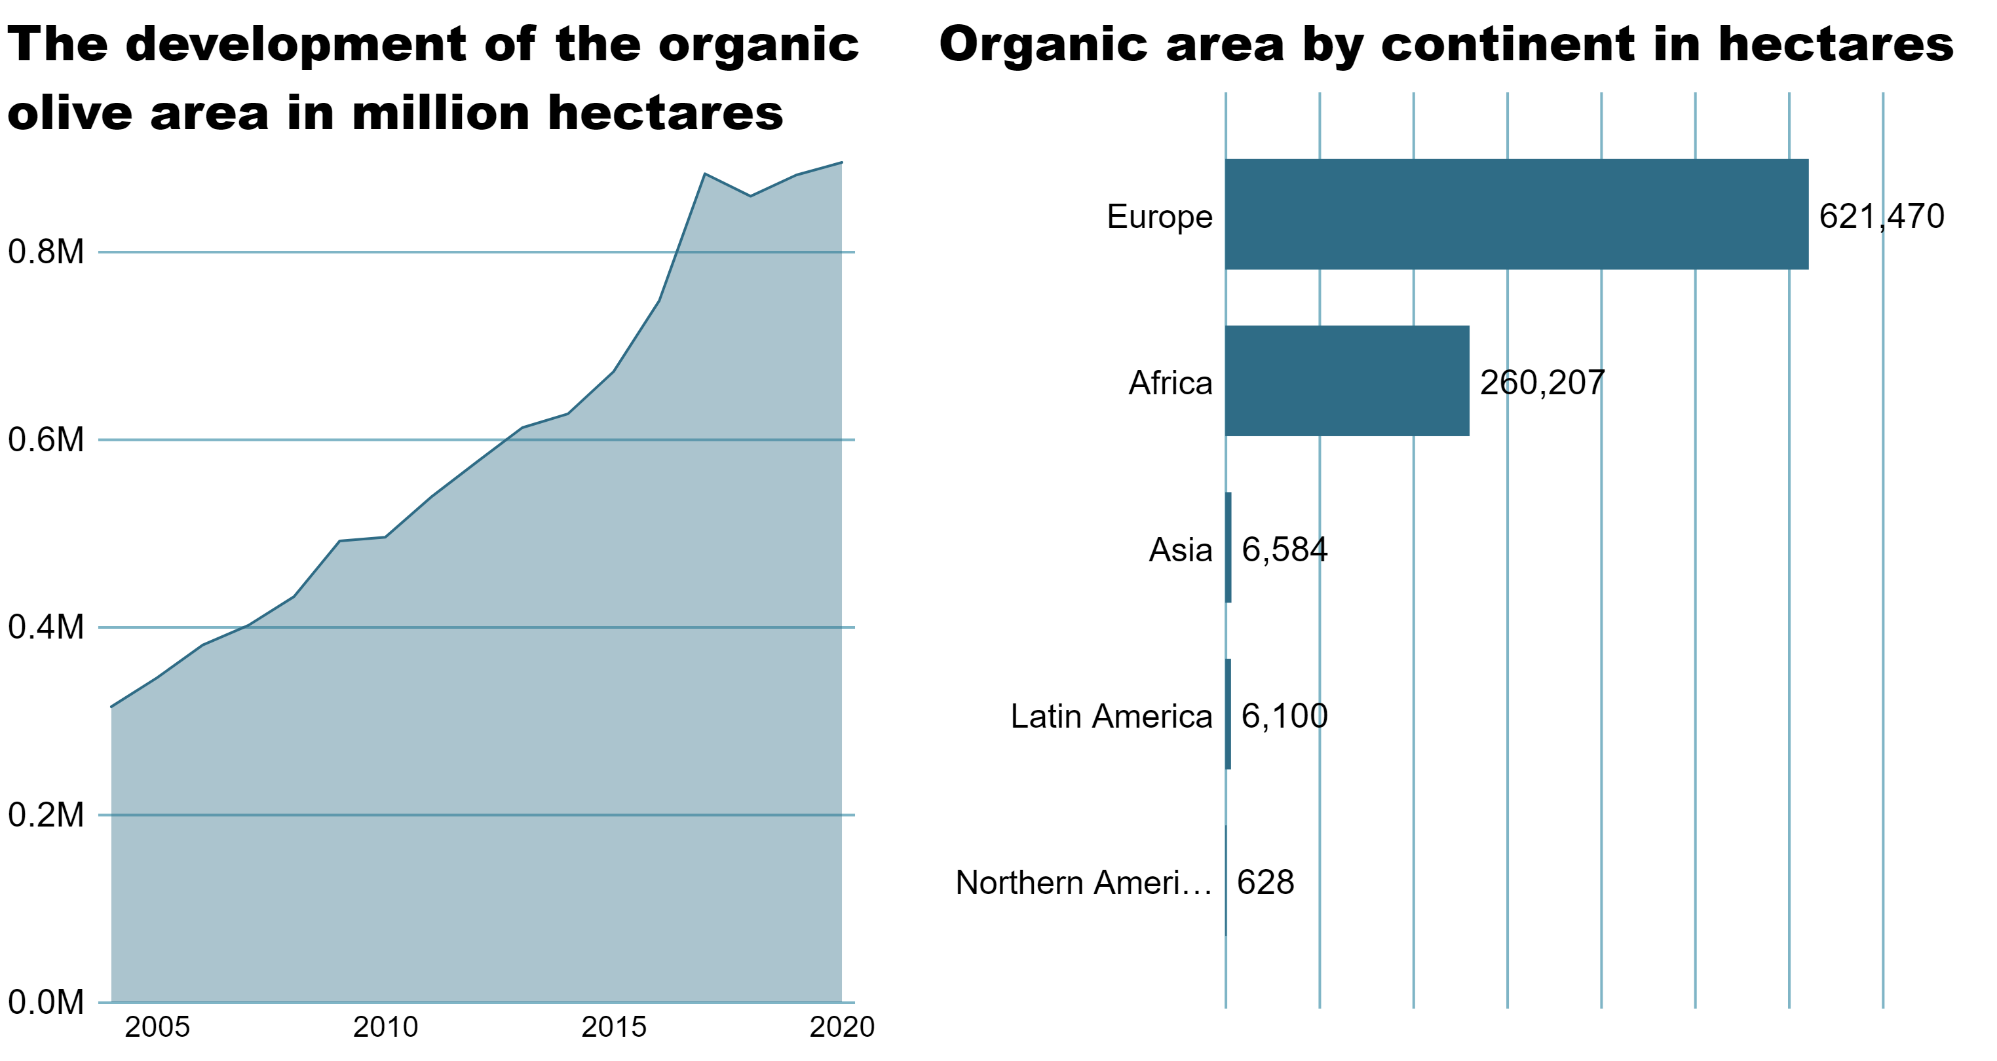 The development of the organic
olive area in million hectares
0.8M
0.6M
0.4M
0.2M
0.0M
2005 2010 2015 2020
Organic area by continent in hectares
Europe 621,470
Africa 260,207
Asia 6,584
Latin America 6,100
Northern Ameri… 628